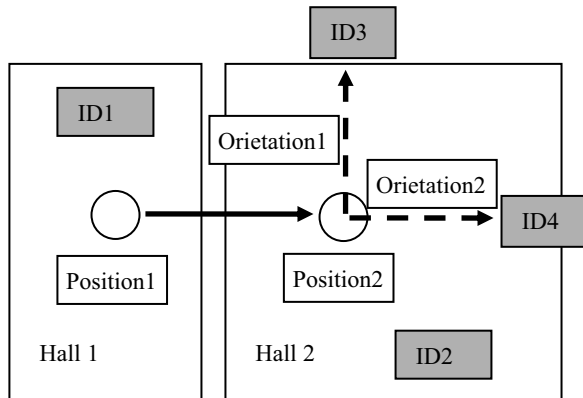 ID3
ID1
Orietation1
Orietation2
ID4
Position1
Position2
Hall 1
Hall 2
ID2